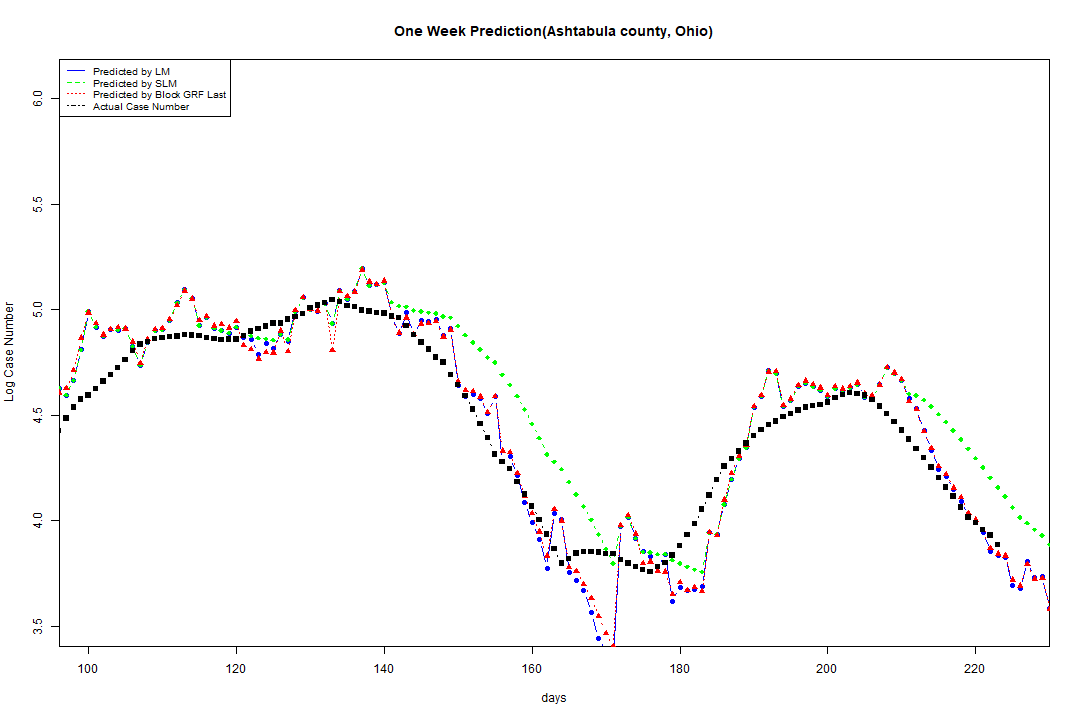 One Week Prediction(Ashtabula county, Ohio)
Predicted by LM
Predicted by SLM
Predicted by Block GRF Last
Actual Case Number
Log Case Number
6.0
5.5
5.0
4.5
4.0
3.5
100 120 140 160 180 200 220
days